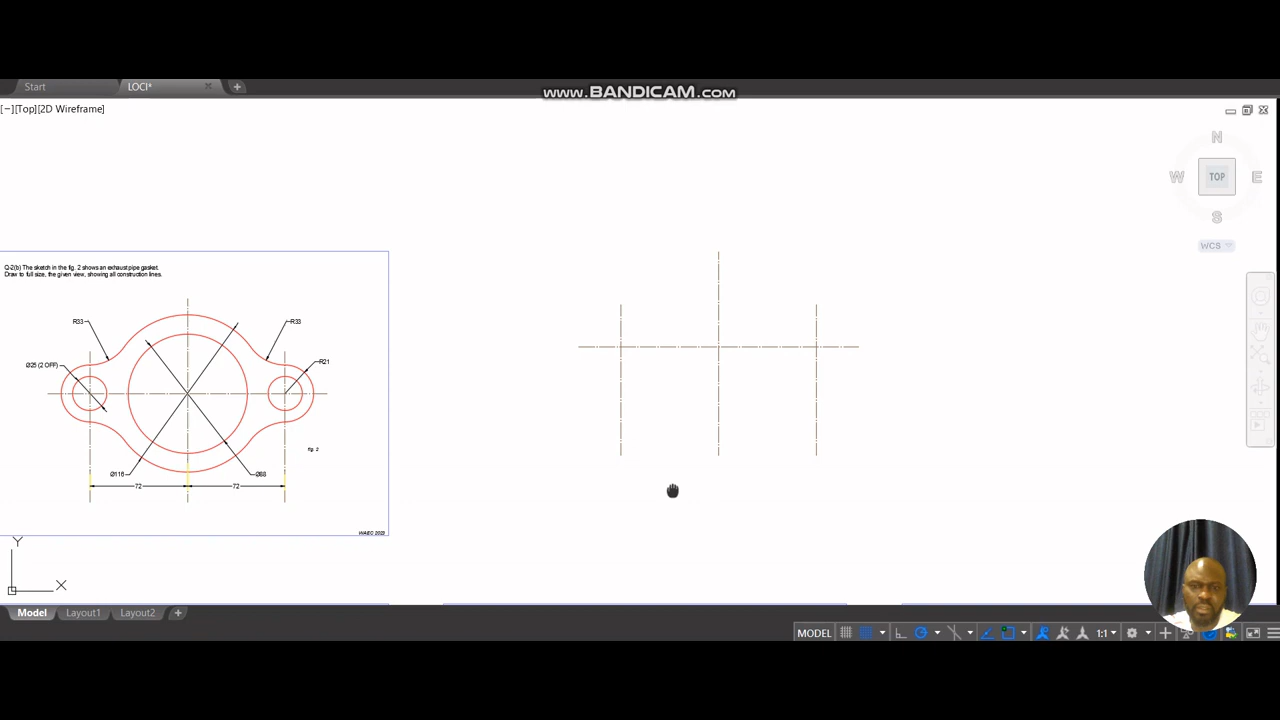 Start
LOCI*
www.BANDICAM.com
[−][Top][2D Wireframe]
N
W
TOP
E
S
WCS
Q-2(b) The sketch in the fig. 2 shows an exhaust pipe gasket.
Draw to full size, the given view, showing all construction lines.
R33
R33
Ø25 (2 OFF)
R21
fig. 2
Ø116
Ø88
72
72
WAEC 2023
Y
X
Model
Layout1
Layout2
+
MODEL
1:1